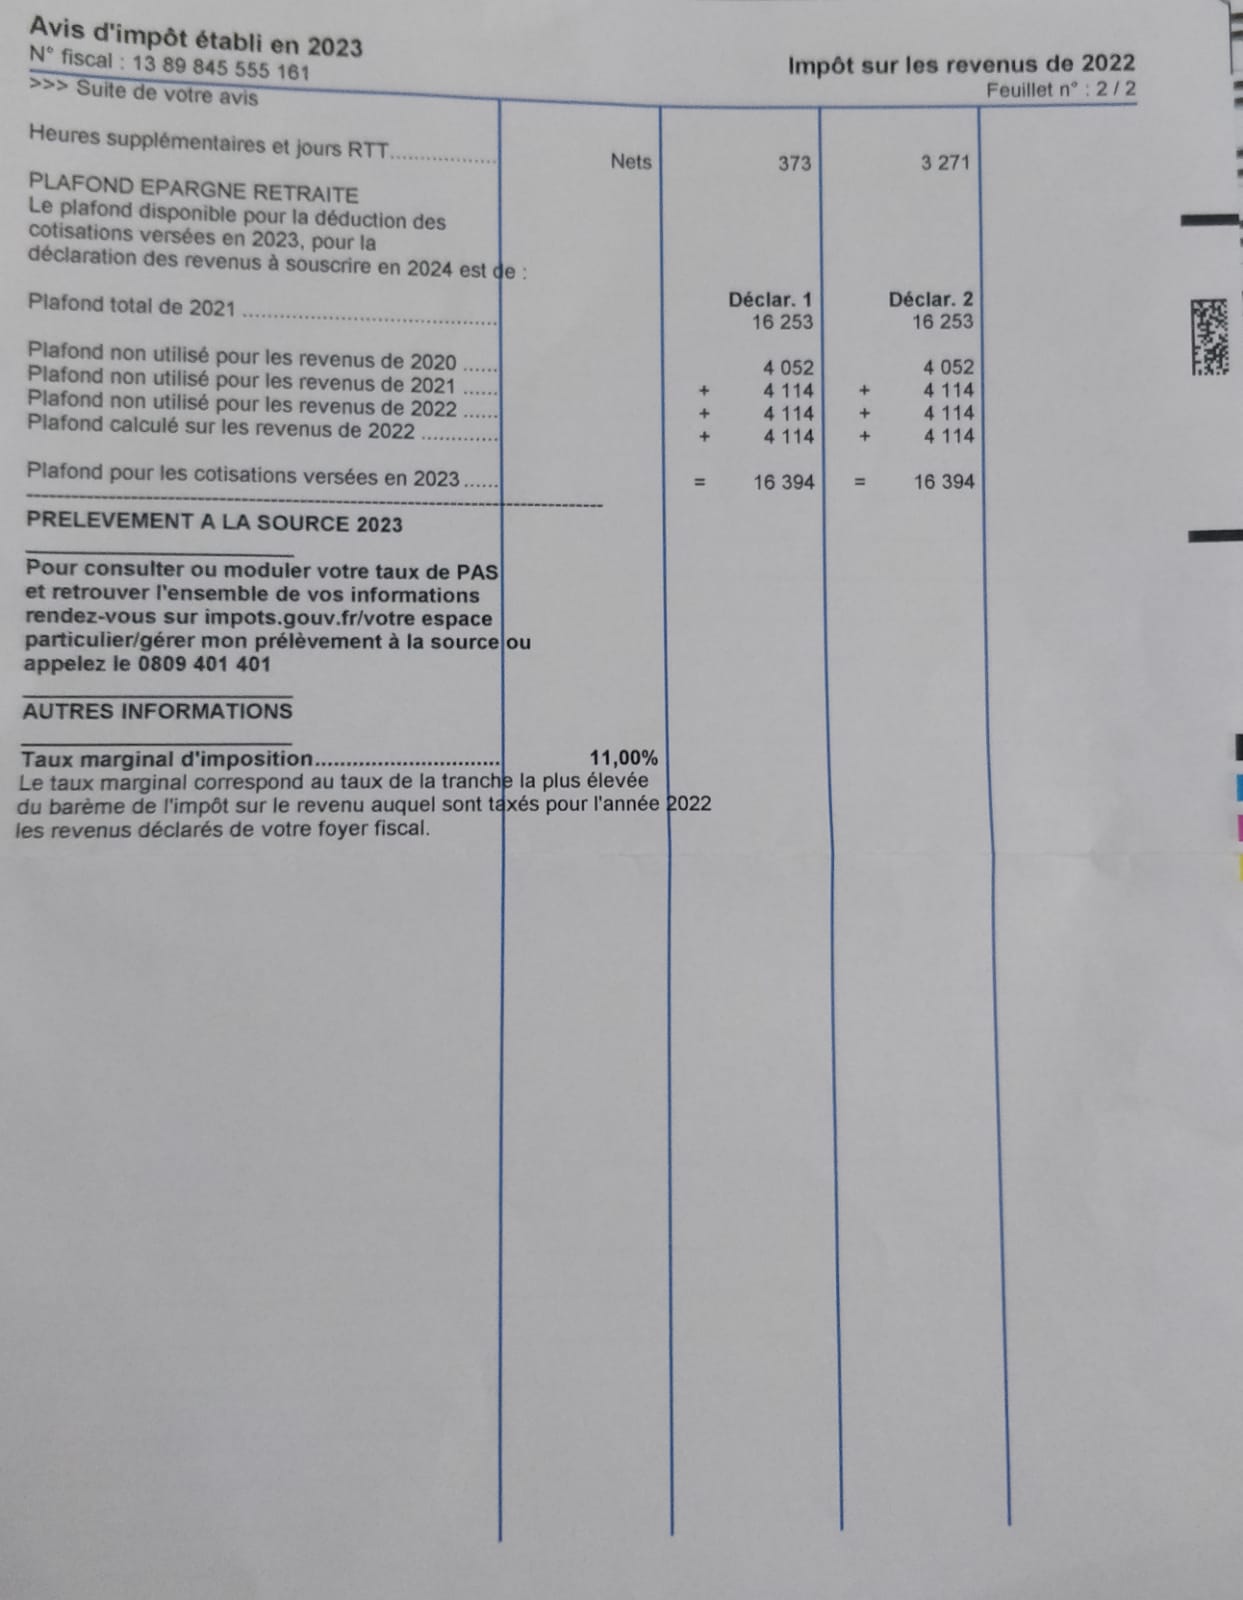 Avis d'impôt établi en 2023
N° fiscal : 13 89 845 555 161
Impôt sur les revenus de 2022
>>> Suite de votre avis
Feuillet n° : 2 / 2
Heures supplémentaires et jours RTT................. Nets 373 3 271
PLAFOND EPARGNE RETRAITE
Le plafond disponible pour la déduction des
cotisations versées en 2023, pour la
déclaration des revenus à souscrire en 2024 est de :
Déclar. 1 Déclar. 2
Plafond total de 2021 .......................................... 16 253 16 253
Plafond non utilisé pour les revenus de 2020 ...... 4 052 4 052
Plafond non utilisé pour les revenus de 2021 ...... + 4 114 + 4 114
Plafond non utilisé pour les revenus de 2022 ...... + 4 114 + 4 114
Plafond calculé sur les revenus de 2022 ............. + 4 114 + 4 114
Plafond pour les cotisations versées en 2023...... = 16 394 = 16 394
PRELEVEMENT A LA SOURCE 2023
Pour consulter ou moduler votre taux de PAS
et retrouver l'ensemble de vos informations
rendez-vous sur impots.gouv.fr/votre espace
particulier/gérer mon prélèvement à la source ou
appelez le 0809 401 401
AUTRES INFORMATIONS
Taux marginal d'imposition............................... 11,00%
Le taux marginal correspond au taux de la tranche la plus élevée
du barème de l'impôt sur le revenu auquel sont taxés pour l'année 2022
les revenus déclarés de votre foyer fiscal.